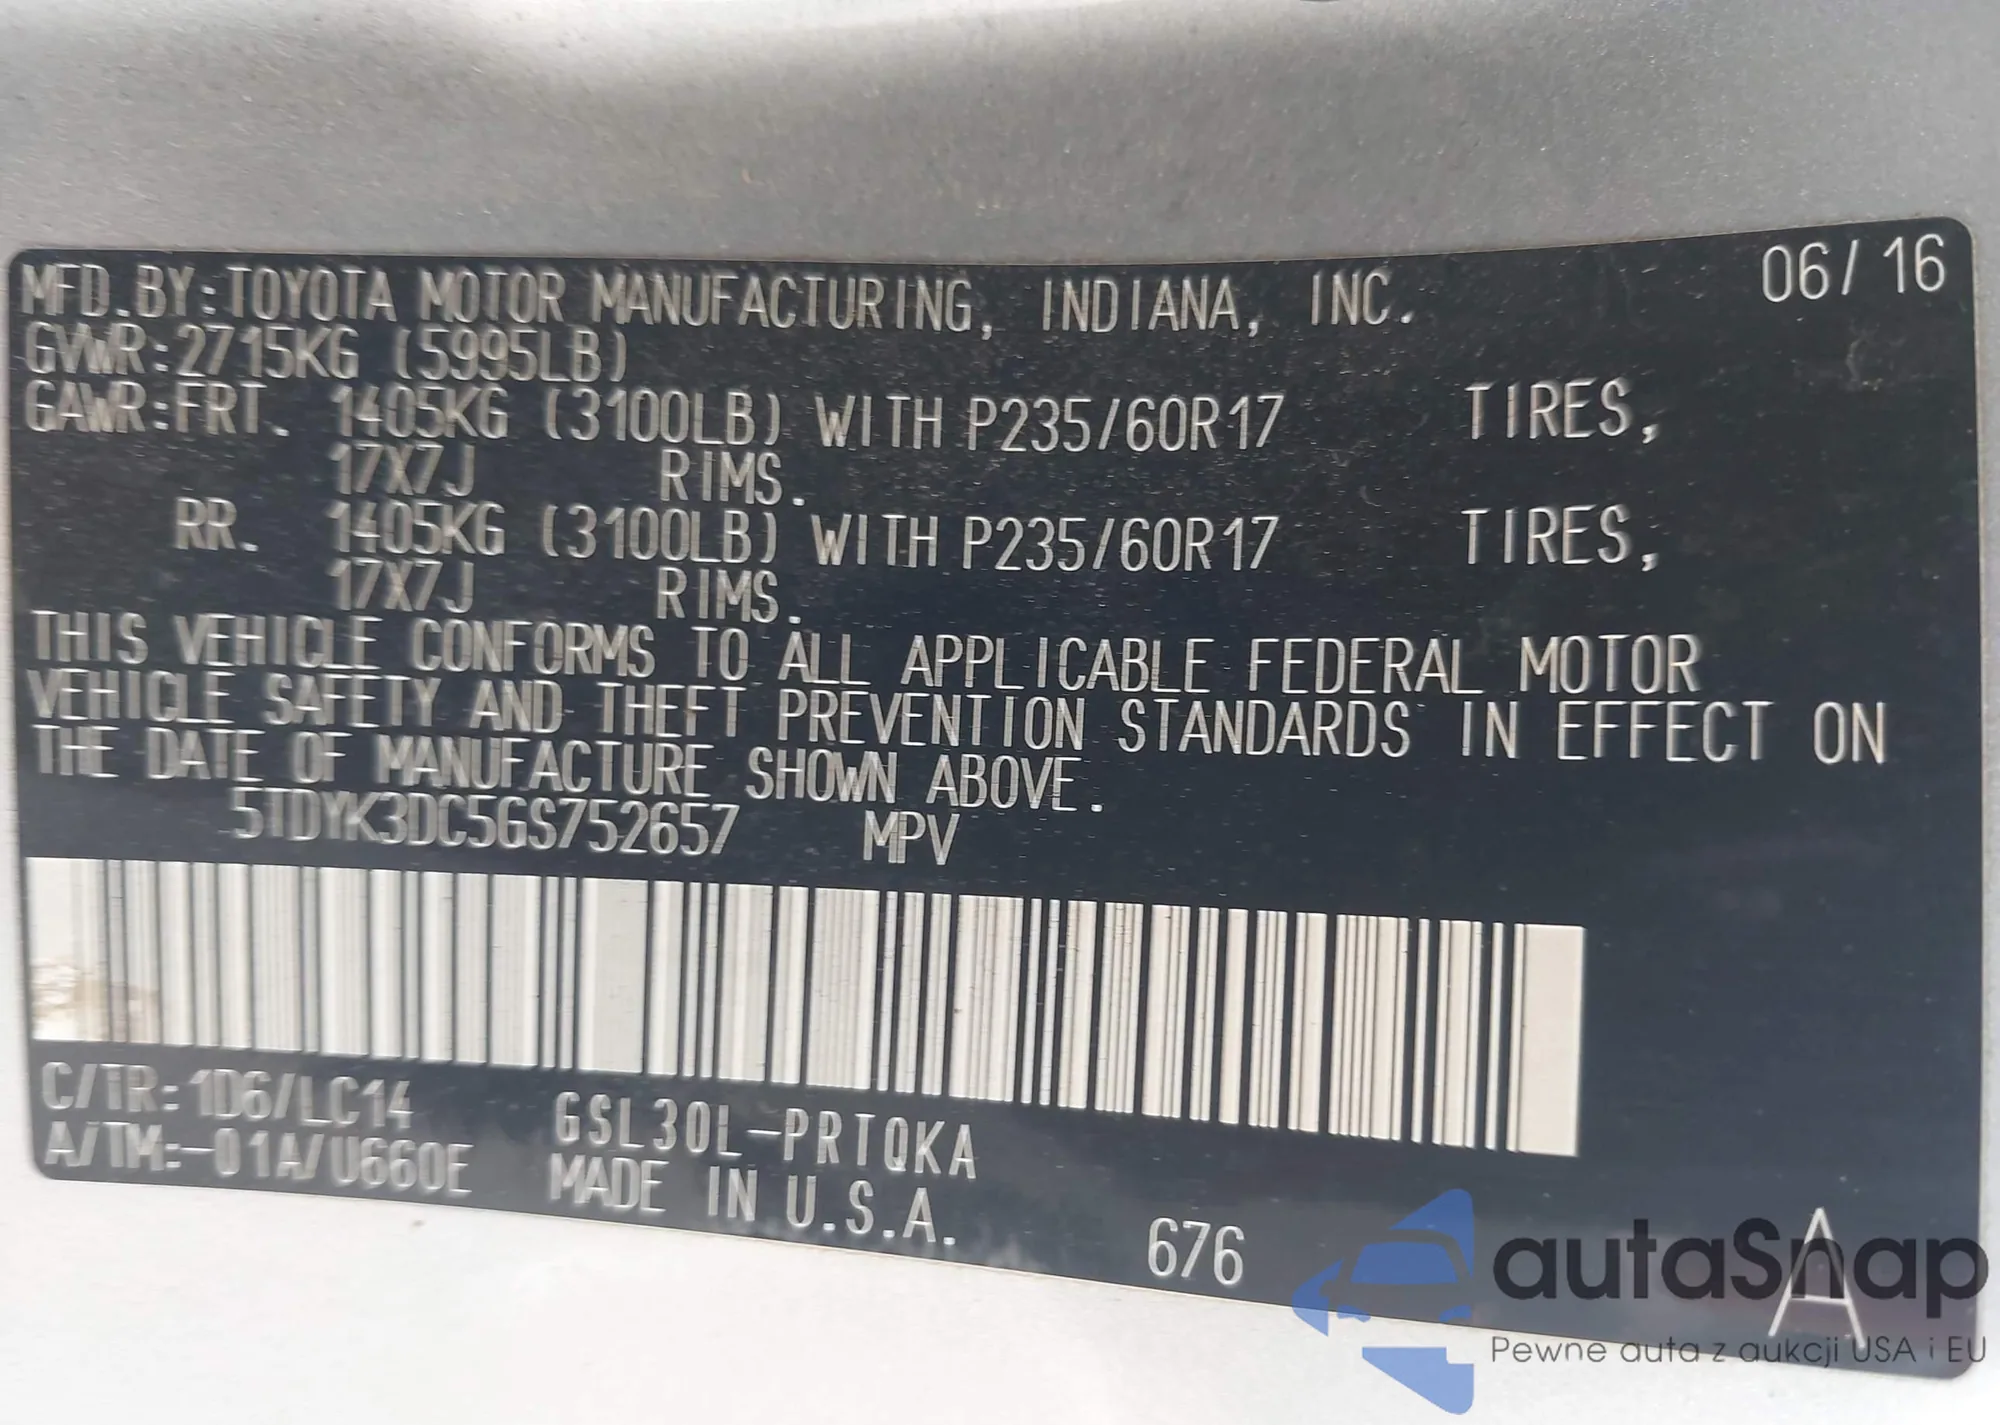 MFD.BY:TOYOTA MOTOR MANUFACTURING, INDIANA, INC. 06/16
GVWR:2715KG (5995LB)
GAWR:FRT. 1405KG (3100LB) WITH P235/60R17 TIRES,
17X7J RIMS.
RR. 1405KG (3100LB) WITH P235/60R17 TIRES,
17X7J RIMS.
THIS VEHICLE CONFORMS TO ALL APPLICABLE FEDERAL MOTOR
VEHICLE SAFETY AND THEFT PREVENTION STANDARDS IN EFFECT ON
THE DATE OF MANUFACTURE SHOWN ABOVE.
5TDYK3DC5GS752657 MPV
C/TR:1D6/LC14 GSL30L-PRTQKA
A/TM:-01A/U660E MADE IN U.S.A.
676 A
autaSnap
Pewne auta z aukcji USA i EU